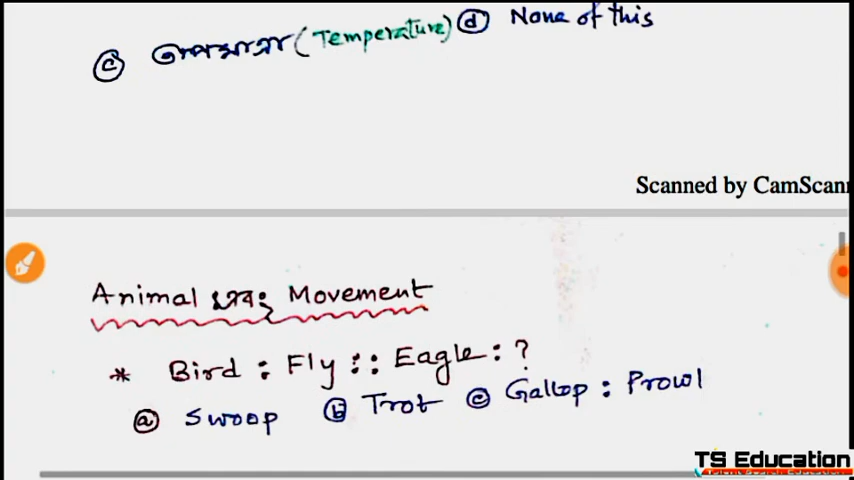 ⓒ তাপমাত্রা (Temperature) ⓓ None of this
Scanned by CamScann
Animal এবং Movement
* Bird : Fly :: Eagle : ?
ⓐ Swoop ⓑ Trot ⓒ Gallop : Prowl
TS Education